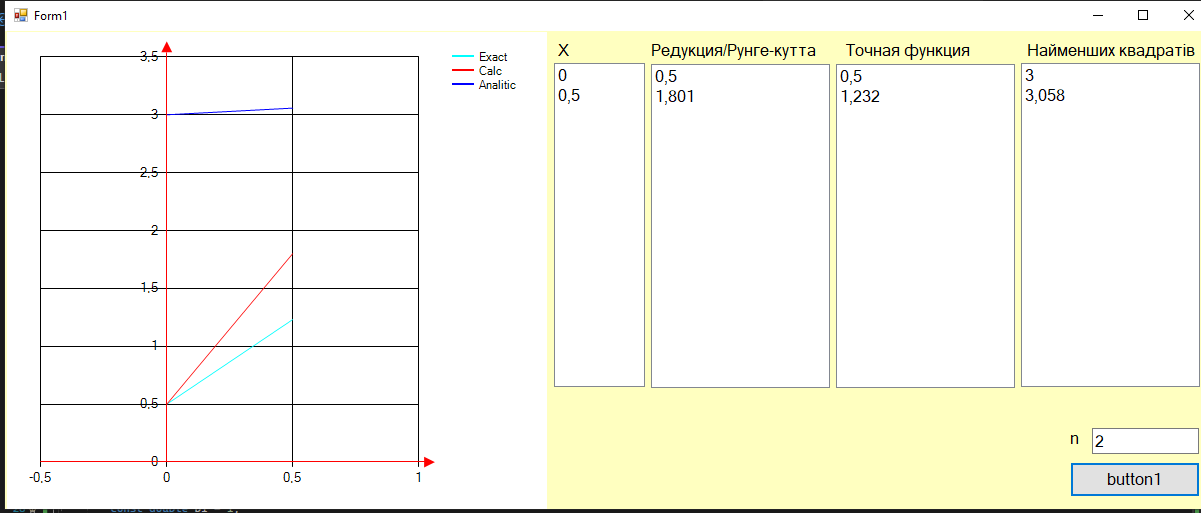 Form1
3,5
3
2,5
2
1,5
1
0,5
0
-0,5
0
0,5
1
Exact
Calc
Analitic
X
0
0,5
Редукция/Рунге-кутта
0,5
1,801
Точная функция
0,5
1,232
Найменших квадратів
3
3,058
n
2
button1